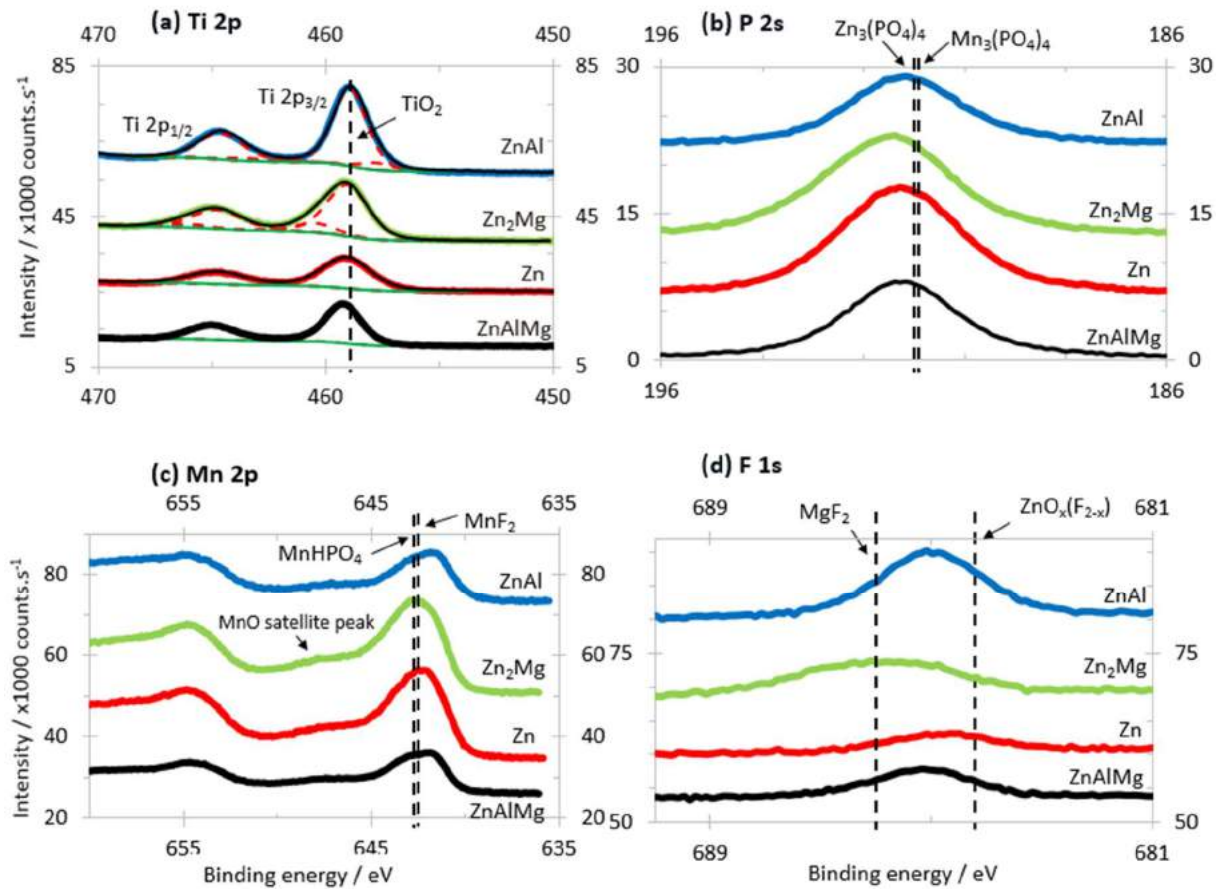 (a) Ti 2p
470 460 450
85 85
Ti 2p3/2
TiO2
Ti 2p1/2
ZnAl
45 45
Zn2Mg
Zn
ZnAlMg
5 5
470 460 450
Intensity / x1000 counts.s-1
(b) P 2s
Zn3(PO4)4
Mn3(PO4)4
196 186
30 30
ZnAl
15 15
Zn2Mg
Zn
ZnAlMg
0 0
196 186
(c) Mn 2p
655 643 635
MnF2
MnHPO4
80 80
ZnAl
MnO satellite peak
Zn2Mg
60 60
Zn
40 40
ZnAlMg
20 20
655 643 635
Intensity / x1000 counts.s-1
Binding energy / eV
(d) F 1s
689 681
MgF2
ZnOx(F2-x)
ZnAl
75 75
Zn2Mg
Zn
ZnAlMg
50 50
689 681
Binding energy / eV